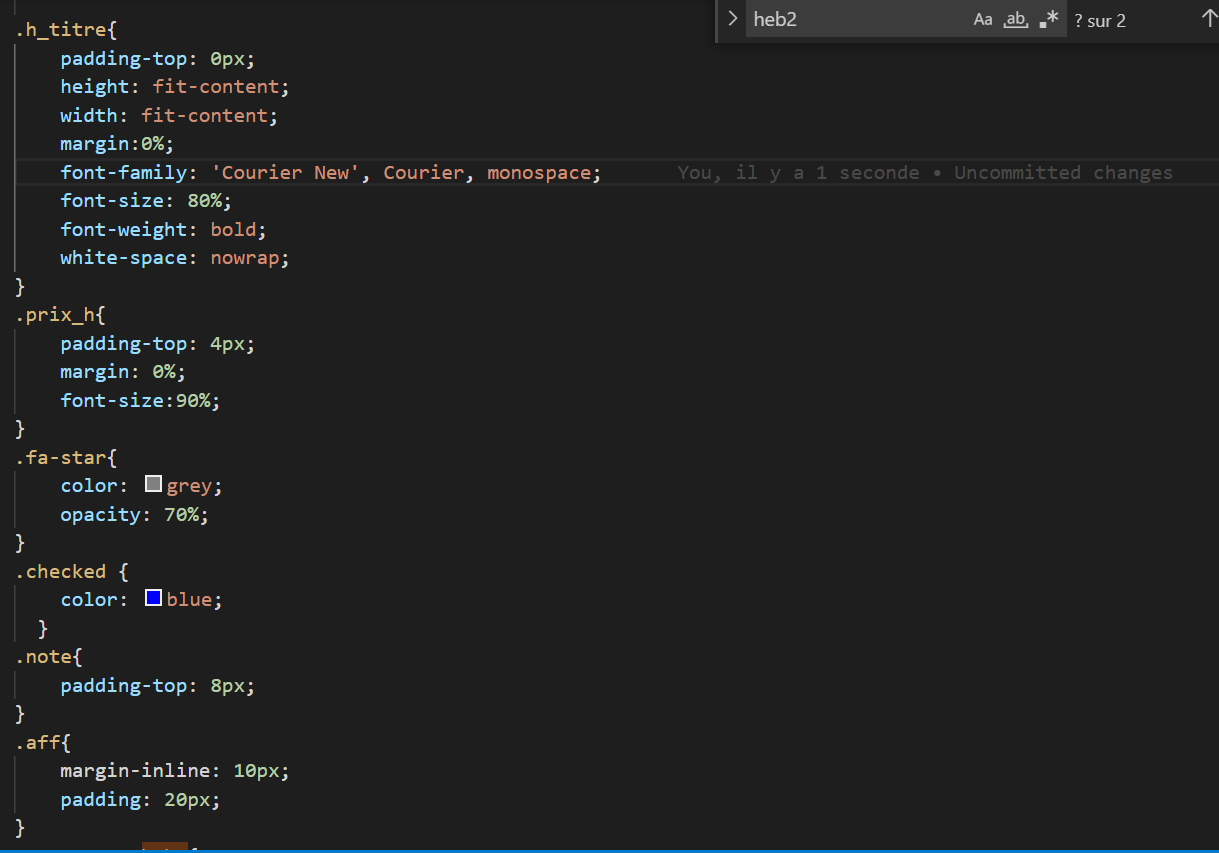 heb2
Aa ab .* ? sur 2
.h_titre{
padding-top: 0px;
height: fit-content;
width: fit-content;
margin:0%;
font-family: 'Courier New', Courier, monospace; You, il y a 1 seconde • Uncommitted changes
font-size: 80%;
font-weight: bold;
white-space: nowrap;
}
.prix_h{
padding-top: 4px;
margin: 0%;
font-size:90%;
}
.fa-star{
color: grey;
opacity: 70%;
}
.checked {
color: blue;
}
.note{
padding-top: 8px;
}
.aff{
margin-inline: 10px;
padding: 20px;
}